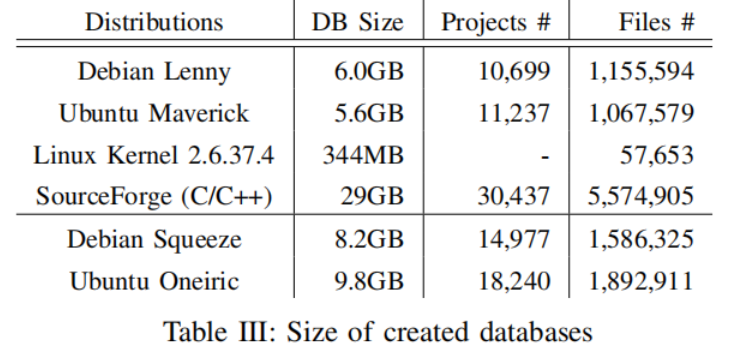 Distributions DB Size Projects # Files #
Debian Lenny 6.0GB 10,699 1,155,594
Ubuntu Maverick 5.6GB 11,237 1,067,579
Linux Kernel 2.6.37.4 344MB - 57,653
SourceForge (C/C++) 29GB 30,437 5,574,905
Debian Squeeze 8.2GB 14,977 1,586,325
Ubuntu Oneiric 9.8GB 18,240 1,892,911
Table III: Size of created databases